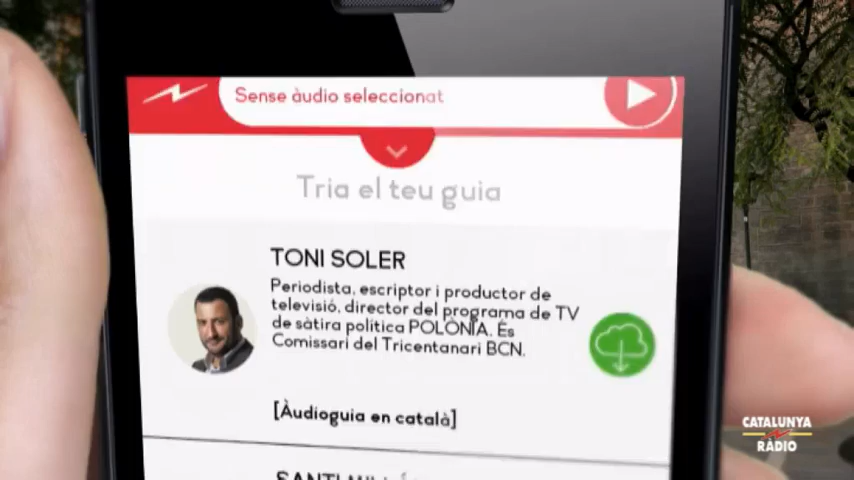 Sense àudio seleccionat
Tria el teu guia
TONI SOLER
Periodista, escriptor i productor de
televisió, director del programa de TV
de sàtira política POLÒNIA. És
Comissari del Tricentanari BCN.
[Àudioguia en català]
CATALUNYA
RÀDIO